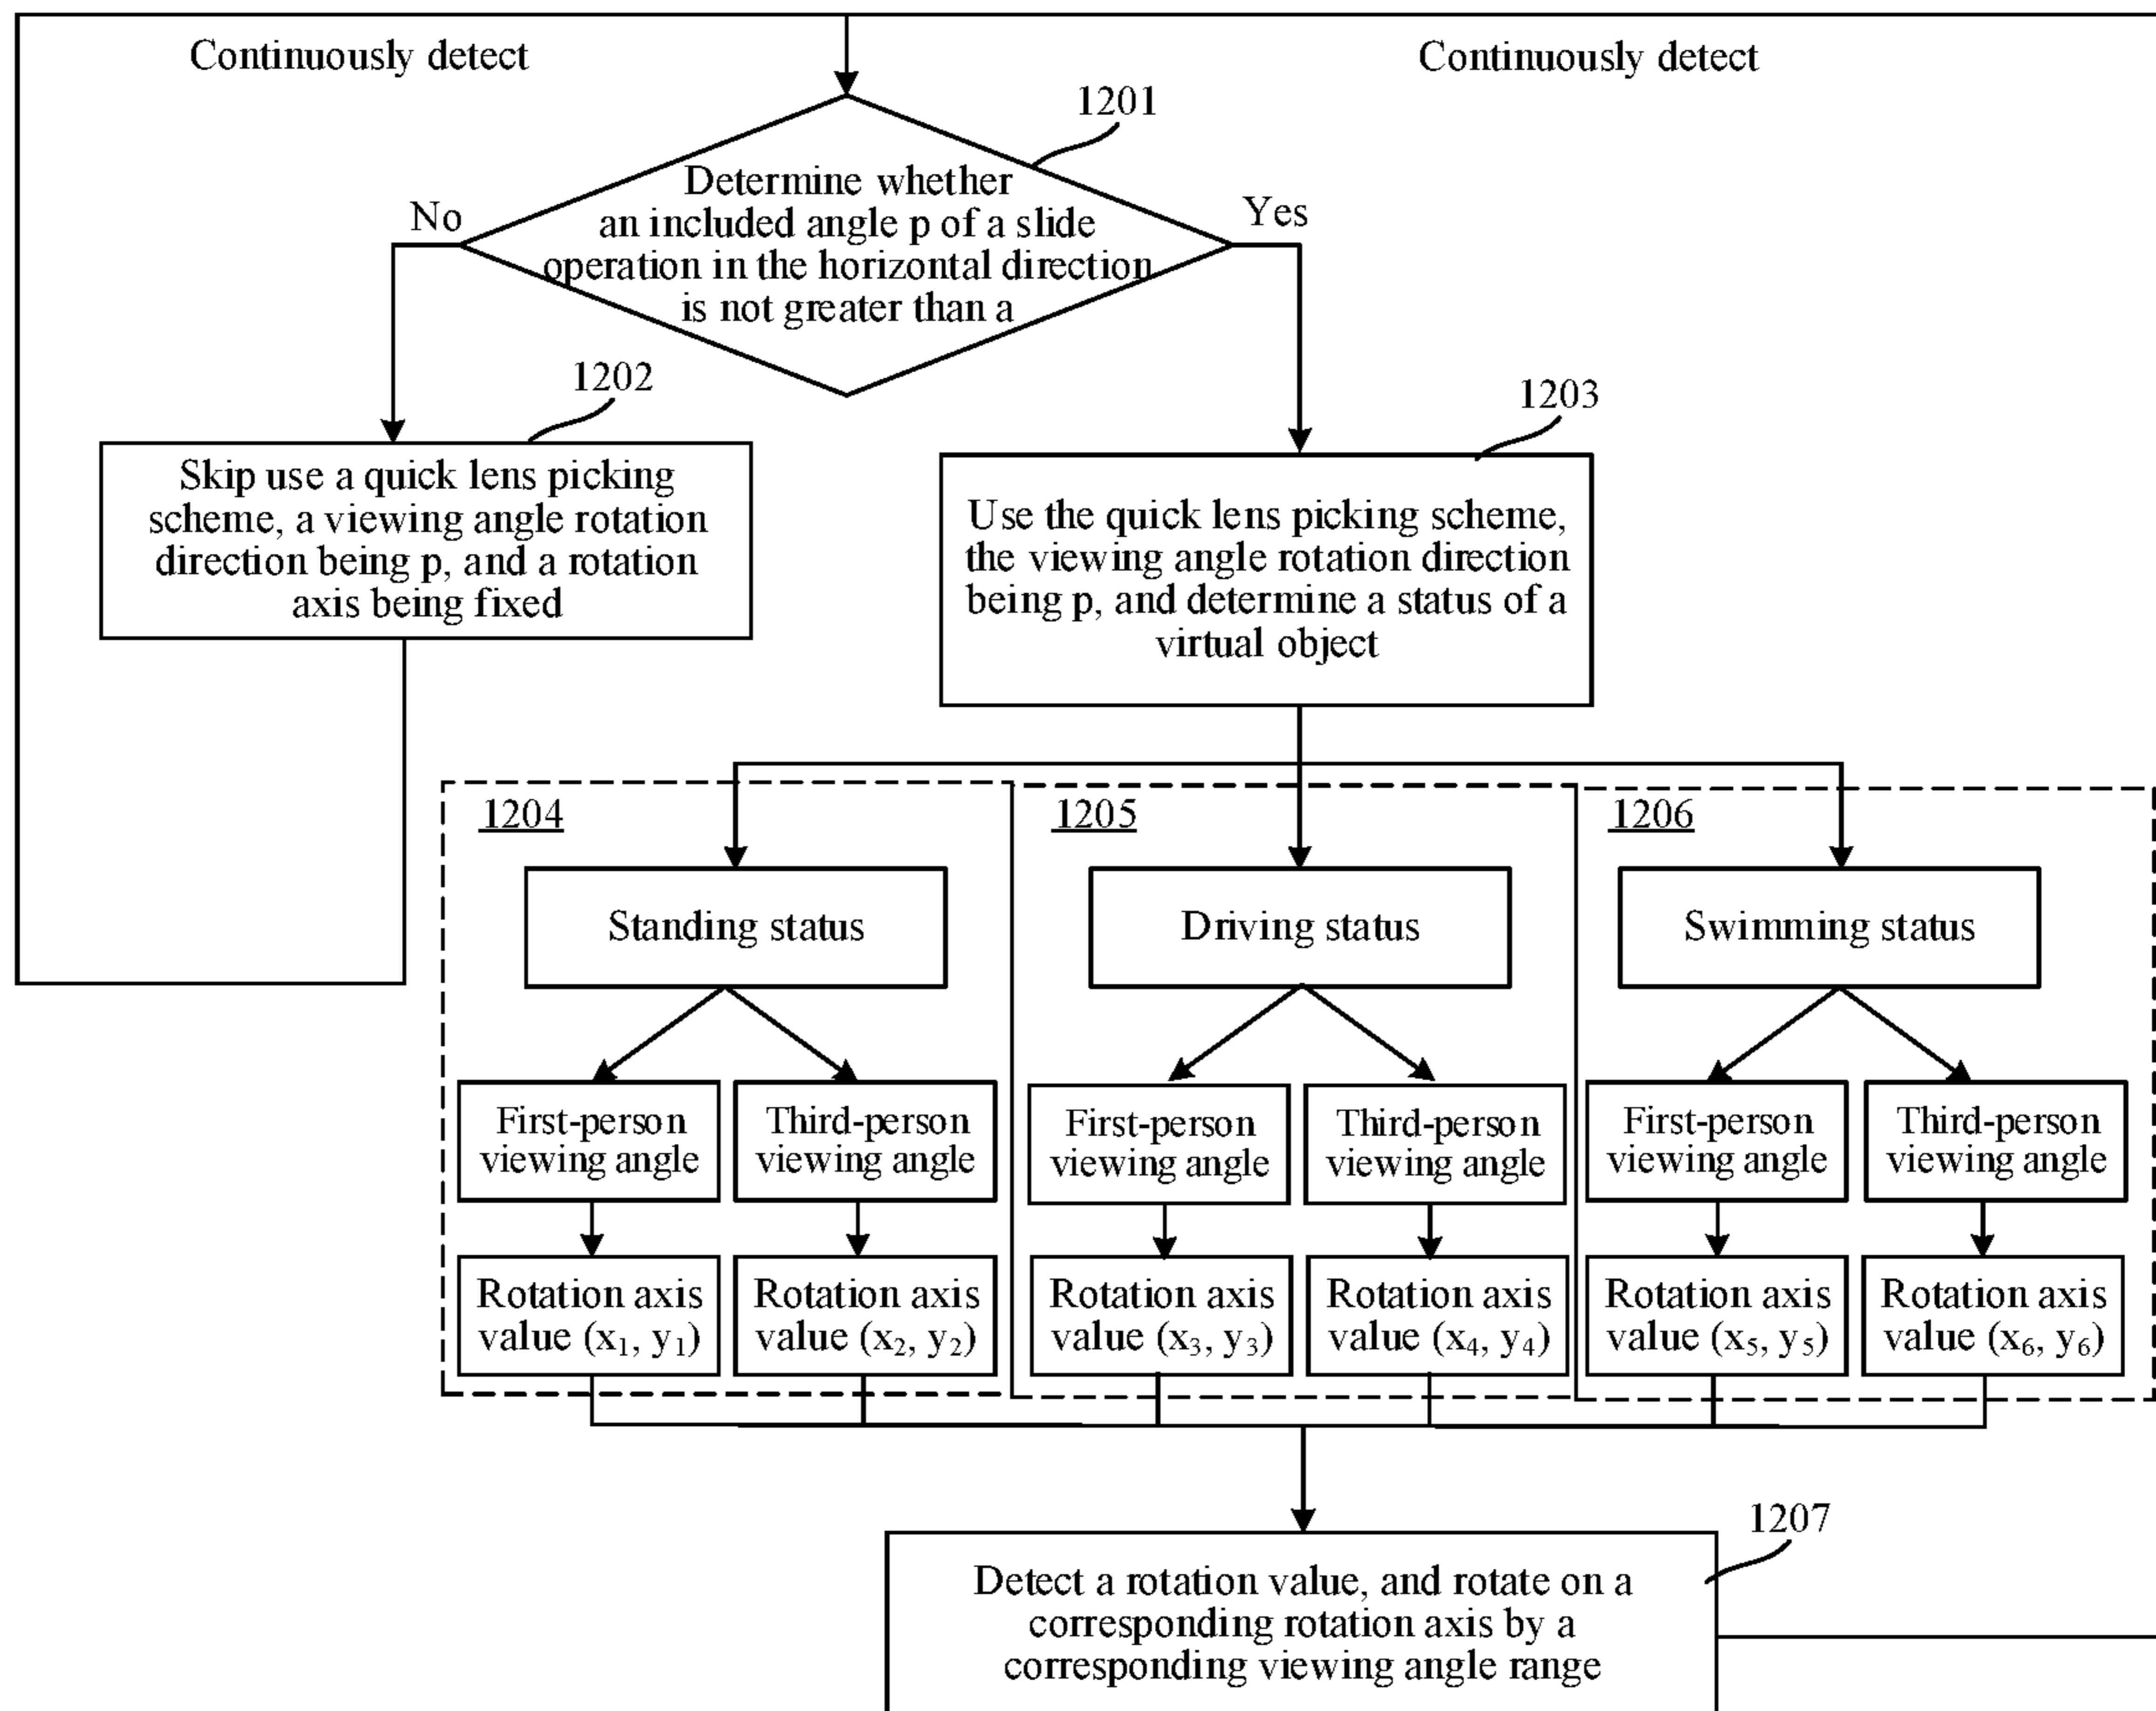 Continuously detect
Continuously detect
1201
Determine whether
an included angle p of a slide
operation in the horizontal direction
is not greater than a
No
Yes
1202
Skip use a quick lens picking
scheme, a viewing angle rotation
direction being p, and a rotation
axis being fixed
1203
Use the quick lens picking scheme,
the viewing angle rotation direction
being p, and determine a status of a
virtual object
1204
Standing status
First-person
viewing angle
Third-person
viewing angle
Rotation axis
value (x₁, y₁)
Rotation axis
value (x₂, y₂)
1205
Driving status
First-person
viewing angle
Third-person
viewing angle
Rotation axis
value (x₃, y₃)
Rotation axis
value (x₄, y₄)
1206
Swimming status
First-person
viewing angle
Third-person
viewing angle
Rotation axis
value (x₅, y₅)
Rotation axis
value (x₆, y₆)
1207
Detect a rotation value, and rotate on a
corresponding rotation axis by a
corresponding viewing angle range